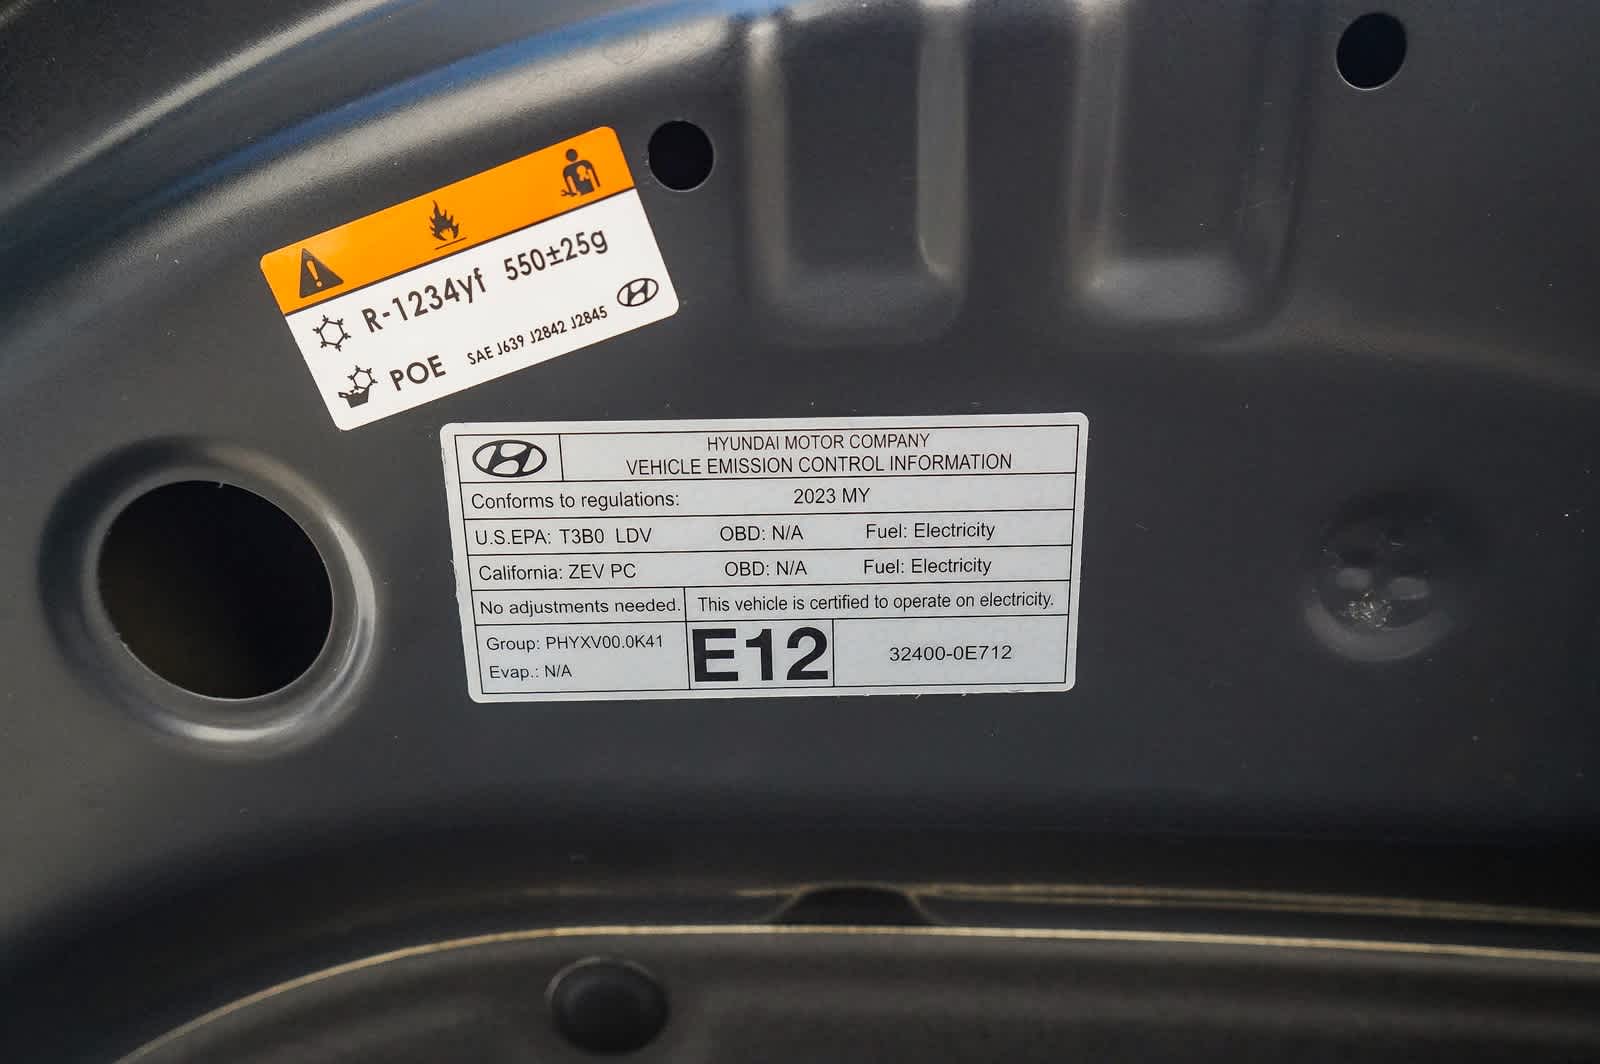 R-1234yf 550±25g
POE SAE J639 J2842 J2845
HYUNDAI MOTOR COMPANY
VEHICLE EMISSION CONTROL INFORMATION
Conforms to regulations: 2023 MY
U.S.EPA: T3B0 LDV OBD: N/A Fuel: Electricity
California: ZEV PC OBD: N/A Fuel: Electricity
No adjustments needed. This vehicle is certified to operate on electricity.
Group: PHYXV00.0K41
Evap.: N/A
E12
32400-0E712